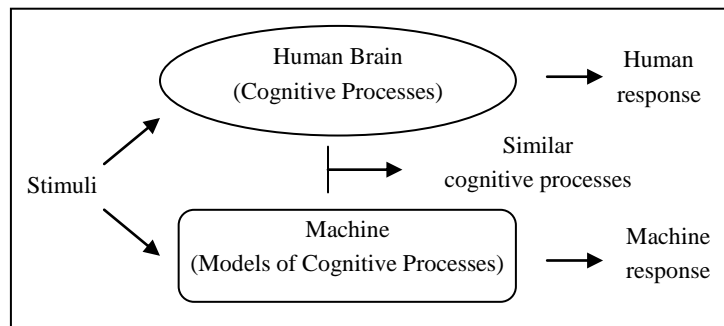 Human Brain
(Cognitive Processes)
Human
response
Similar
cognitive processes
Stimuli
Machine
(Models of Cognitive Processes)
Machine
response